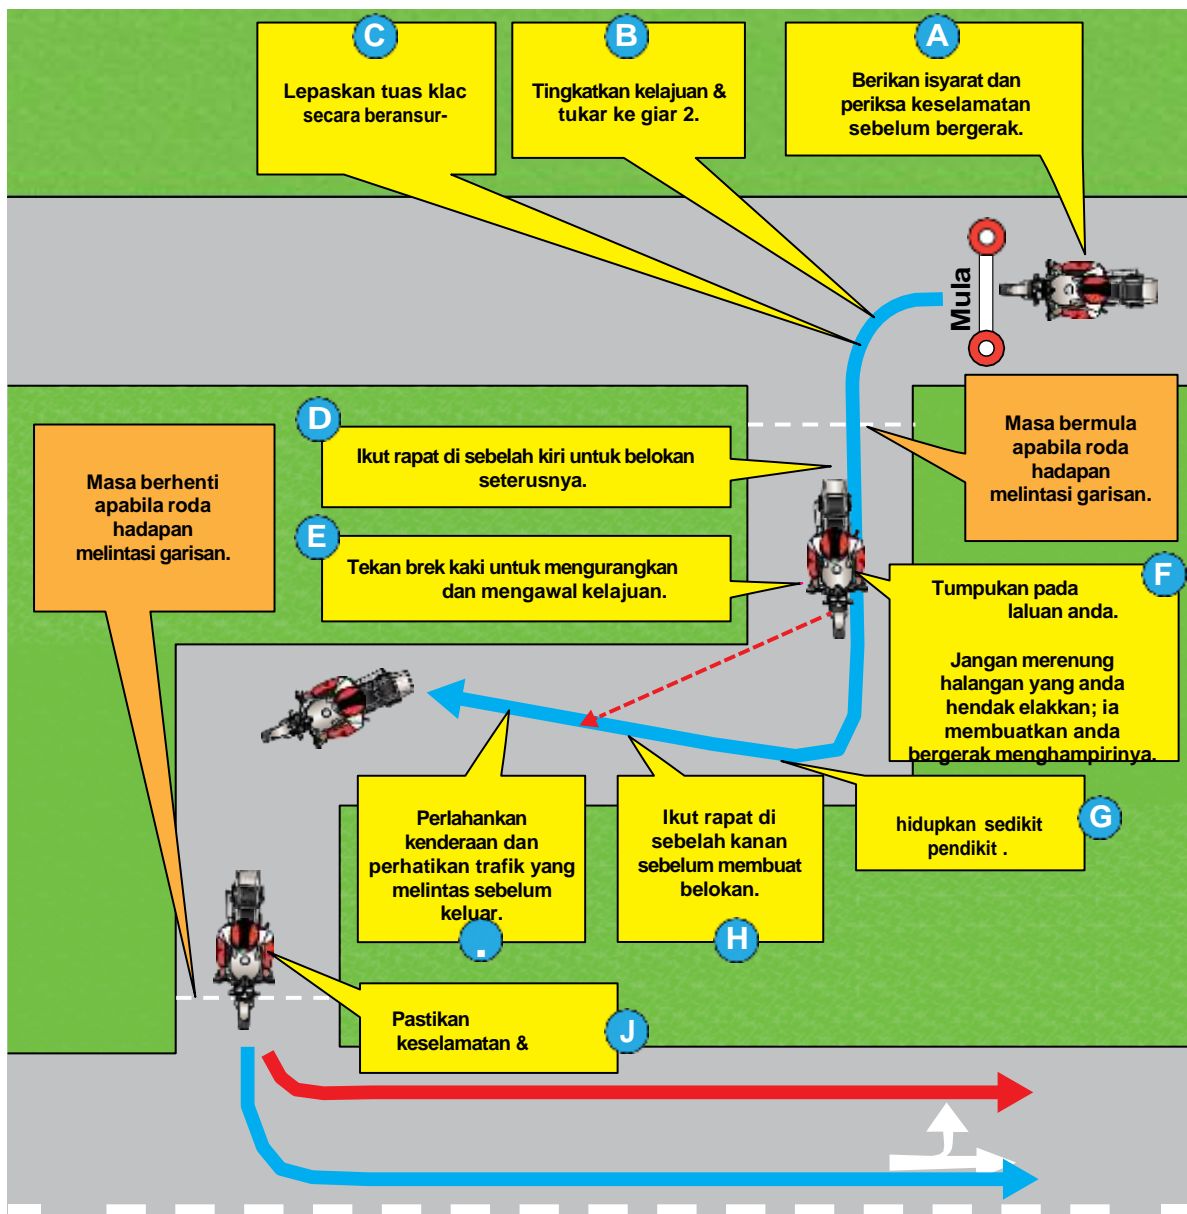 A
Berikan isyarat dan
periksa keselamatan
sebelum bergerak.
B
Tingkatkan kelajuan &
tukar ke giar 2.
C
Lepaskan tuas klac
secara beransur-
Mula
Masa bermula
apabila roda
hadapan
melintasi garisan.
D
Ikut rapat di sebelah kiri untuk belokan
seterusnya.
E
Tekan brek kaki untuk mengurangkan
dan mengawal kelajuan.
F
Tumpukan pada
laluan anda.
Jangan merenung
halangan yang anda
hendak elakkan; ia
membuatkan anda
bergerak menghampirinya.
G
hidupkan sedikit
pendikit .
Ikut rapat di
sebelah kanan
sebelum membuat
belokan.
H
Perlahankan
kenderaan dan
perhatikan trafik yang
melintas sebelum
keluar.
.
Pastikan
keselamatan &
J
Masa berhenti
apabila roda
hadapan
melintasi garisan.